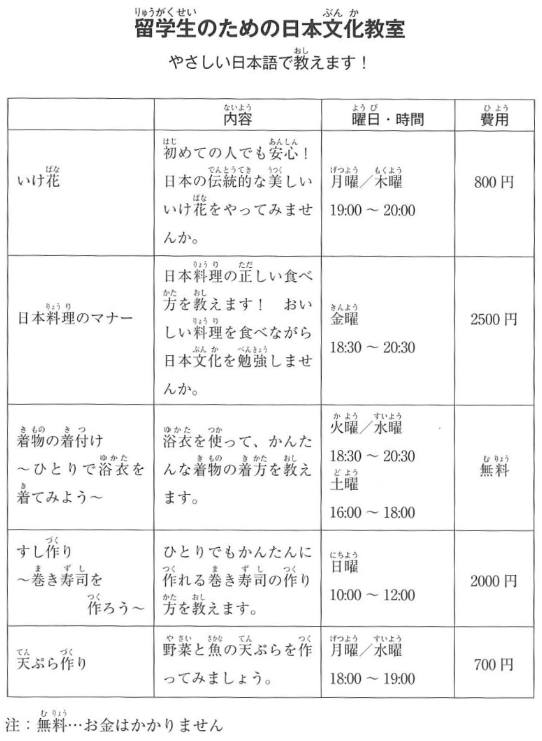 留学生のための日本文化教室
やさしい日本語で教えます！
内容
曜日・時間
費用
いけ花
初めての人でも安心！
日本の伝統的な美しい
いけ花をやってみませ
んか。
月曜／木曜
19:00 ～ 20:00
800 円
日本料理のマナー
日本料理の正しい食べ
方を教えます！　おい
しい料理を食べながら
日本文化を勉強しませ
んか。
金曜
18:30 ～ 20:30
2500 円
着物の着付け
～ひとりで浴衣を
着てみよう～
浴衣を使って、かんた
んな着物の着方を教え
ます。
火曜／水曜
18:30 ～ 20:30
土曜
16:00 ～ 18:00
無料
すし作り
～巻き寿司を
作ろう～
ひとりでもかんたんに
作れる巻き寿司の作り
方を教えます。
日曜
10:00 ～ 12:00
2000 円
天ぷら作り
野菜と魚の天ぷらを作
ってみましょう。
月曜／水曜
18:00 ～ 19:00
700 円
注：無料…お金はかかりません